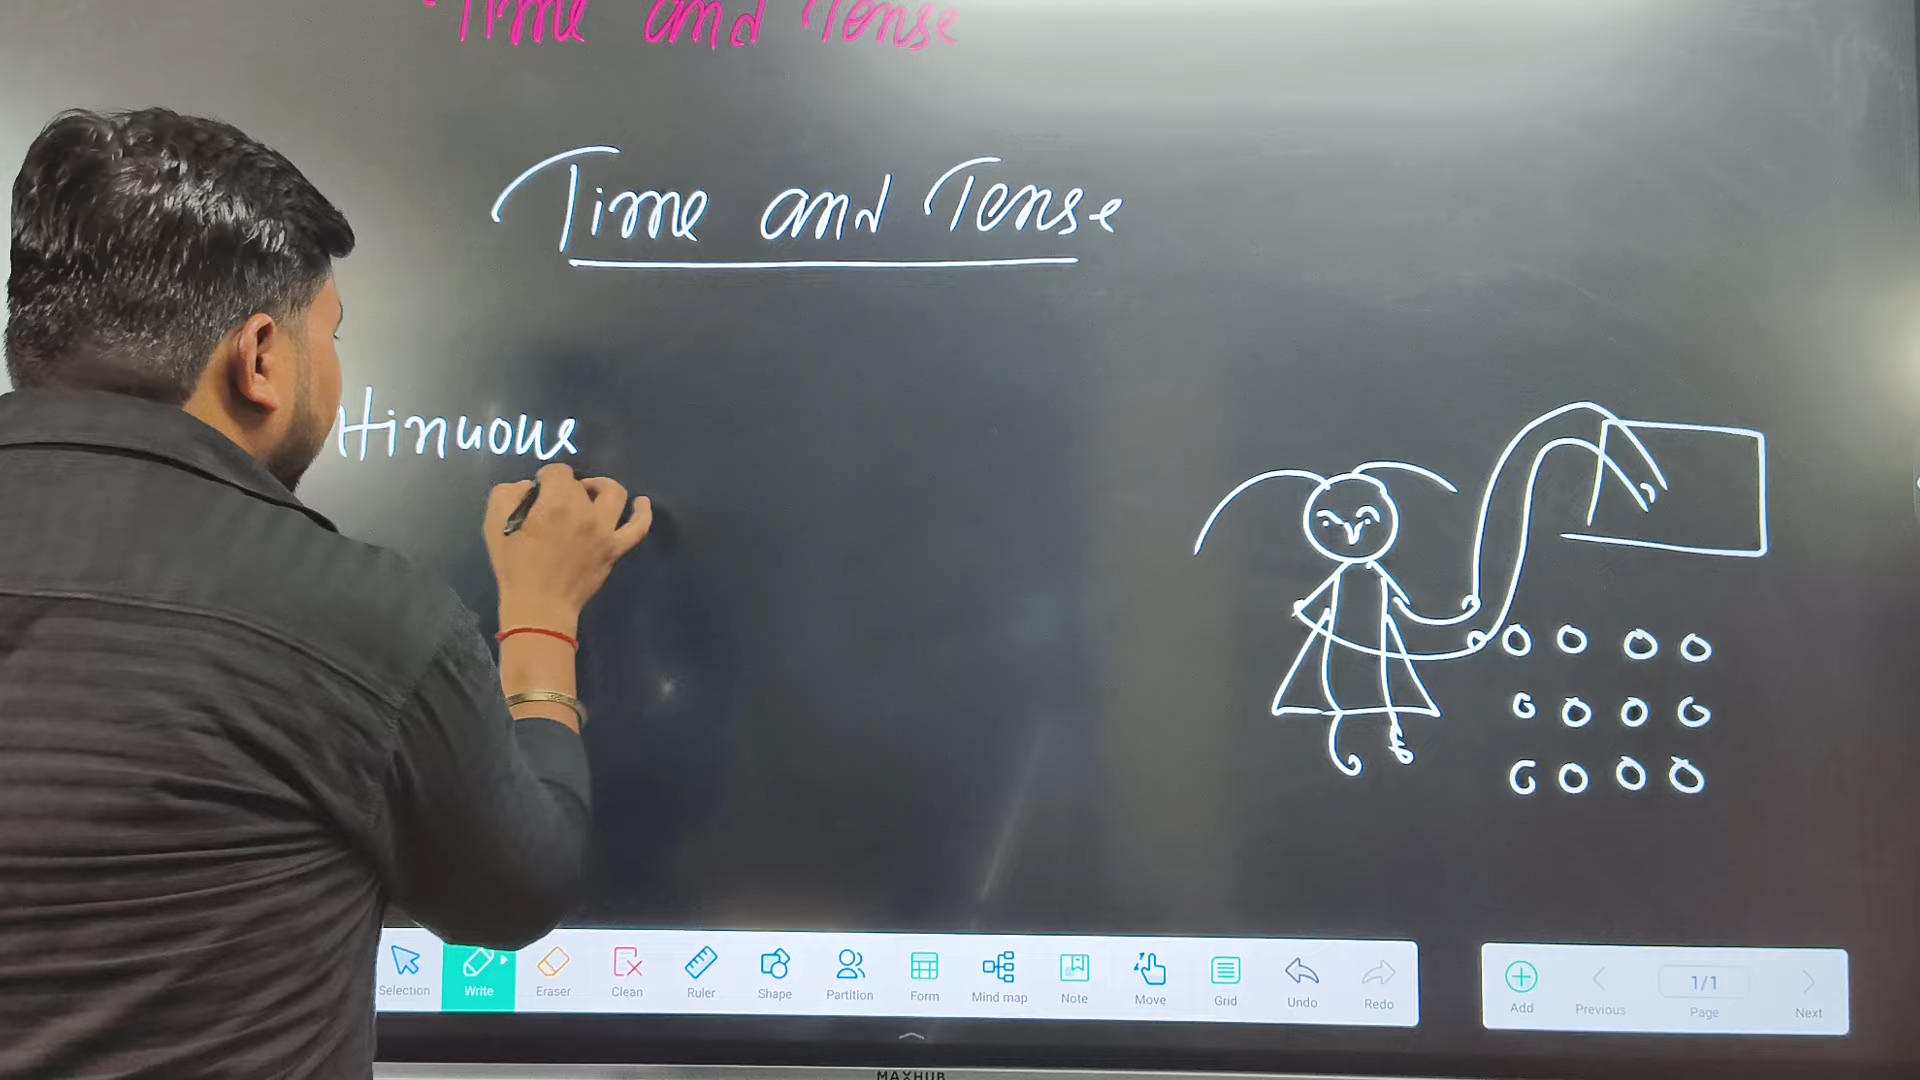 Time and Tense
Time and Tense
tinuous
Selection
Write
Eraser
Clean
Ruler
Shape
Partition
Form
Mind map
Note
Move
Grid
Undo
Redo
Add
Previous
1/1
Page
Next
MAXHUB